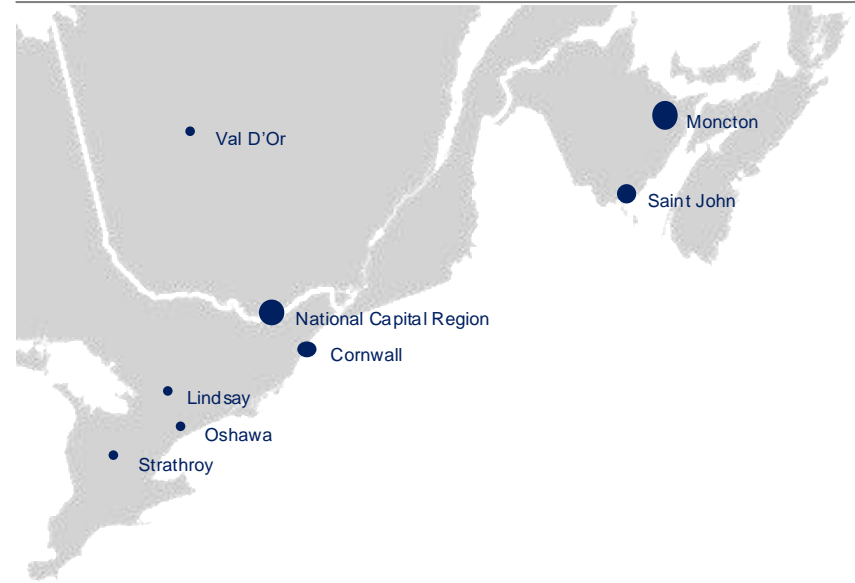 Moncton
Val D'Or
Saint John
National Capital Region
Cornwall
Lindsay
Oshawa
Strathroy